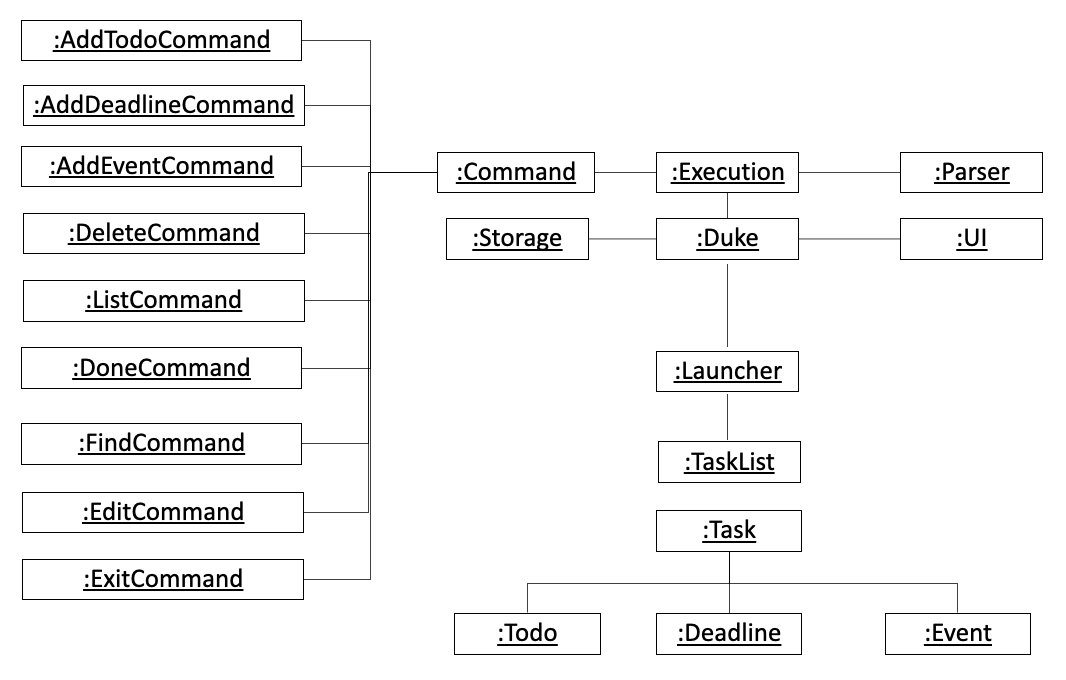 :AddTodoCommand
:AddDeadlineCommand
:AddEventCommand
:DeleteCommand
:ListCommand
:DoneCommand
:FindCommand
:EditCommand
:ExitCommand
:Command
:Execution
:Parser
:Storage
:Duke
:UI
:Launcher
:TaskList
:Task
:Todo
:Deadline
:Event